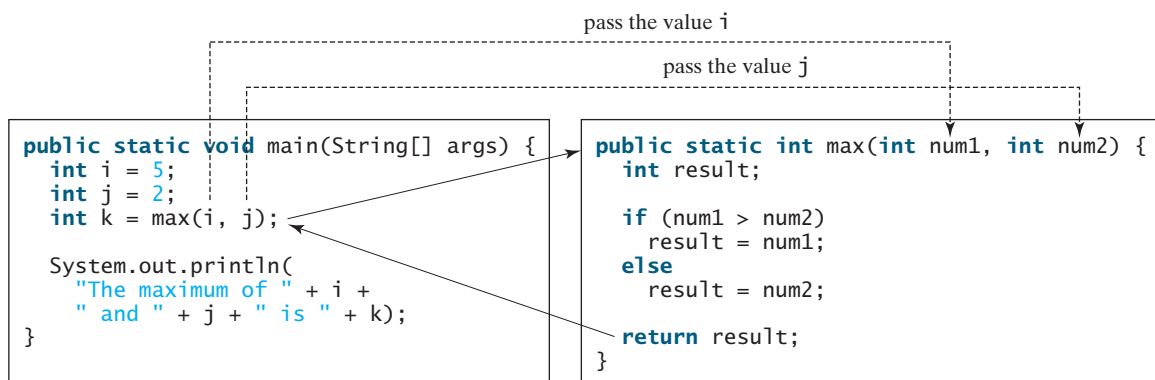 pass the value i
pass the value j
public static void main(String[] args) {
int i = 5;
int j = 2;
int k = max(i, j);
System.out.println(
"The maximum of " + i +
" and " + j + " is " + k);
}
public static int max(int num1, int num2) {
int result;
if (num1 > num2)
result = num1;
else
result = num2;
return result;
}